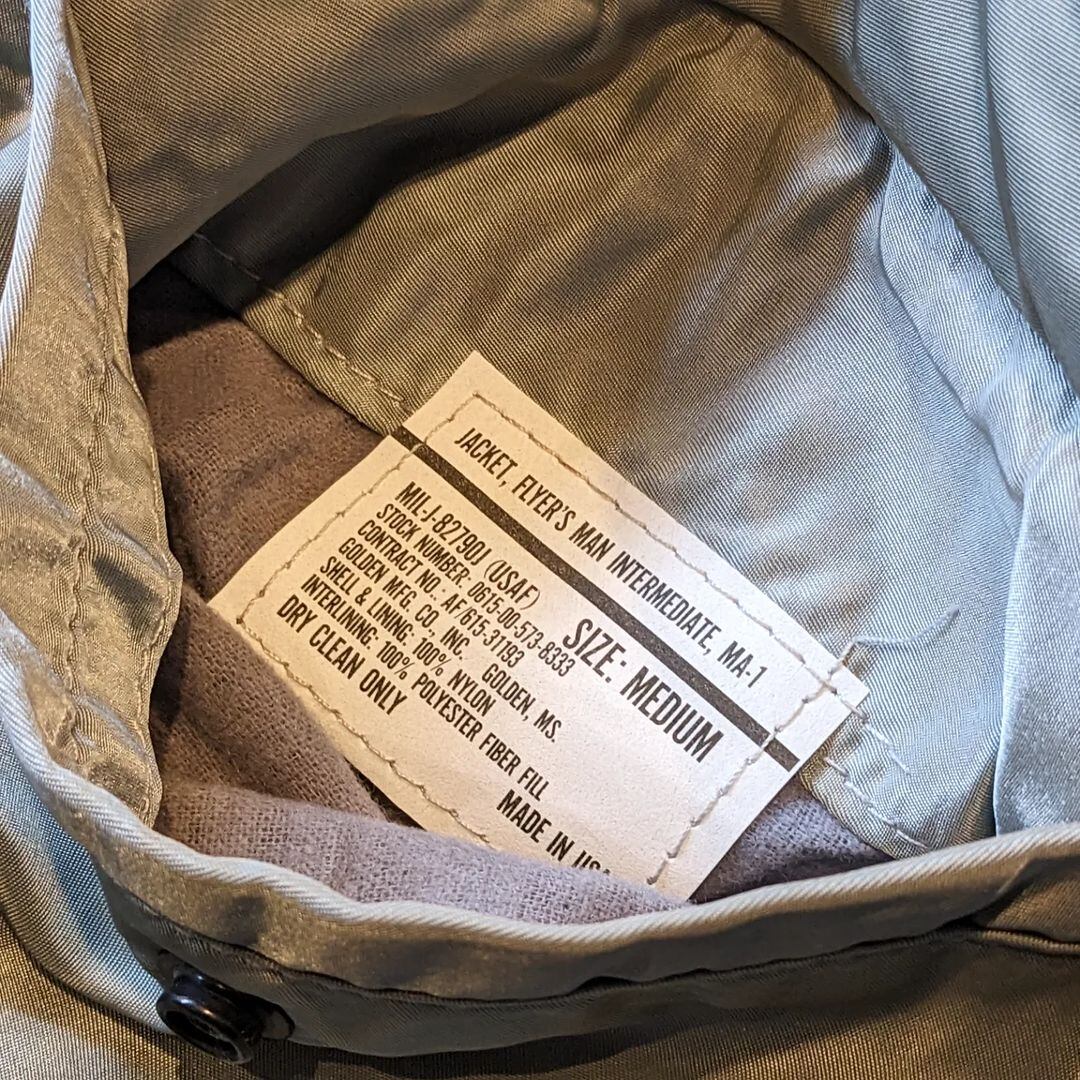 JACKET, FLYER'S MAN INTERMEDIATE, MA-1
SIZE: MEDIUM
MIL-J-8279DJ (USAF)
STOCK NUMBER: 0615-00-573-8333
CONTRACT NO. AF/615-37193
GOLDEN MFG. CO., INC. GOLDEN, MS.
SHELL & LINING: 100% NYLON
INTERLINING: 100% POLYESTER FIBER FILL
DRY CLEAN ONLY
MADE IN USA